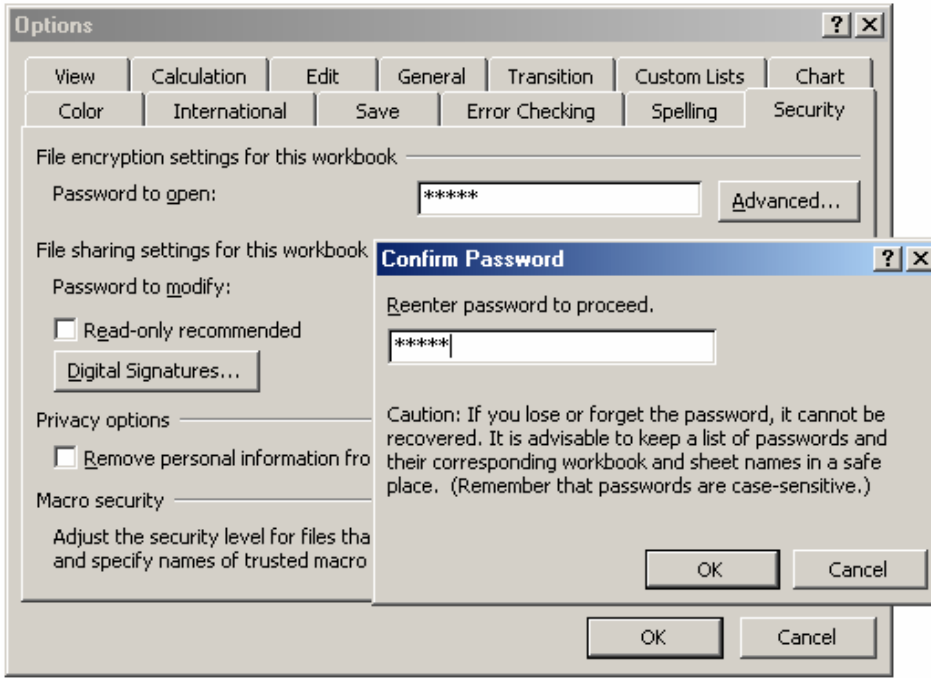 Options
View Calculation Edit General Transition Custom Lists Chart
Color International Save Error Checking Spelling Security
File encryption settings for this workbook
Password to open: ***** Advanced...
File sharing settings for this workbook
Password to modify:
Read-only recommended
Digital Signatures...
Privacy options
Remove personal information fro
Macro security
Adjust the security level for files tha
and specify names of trusted macro
OK Cancel
Confirm Password
Reenter password to proceed.
*****
Caution: If you lose or forget the password, it cannot be
recovered. It is advisable to keep a list of passwords and
their corresponding workbook and sheet names in a safe
place. (Remember that passwords are case-sensitive.)
OK Cancel